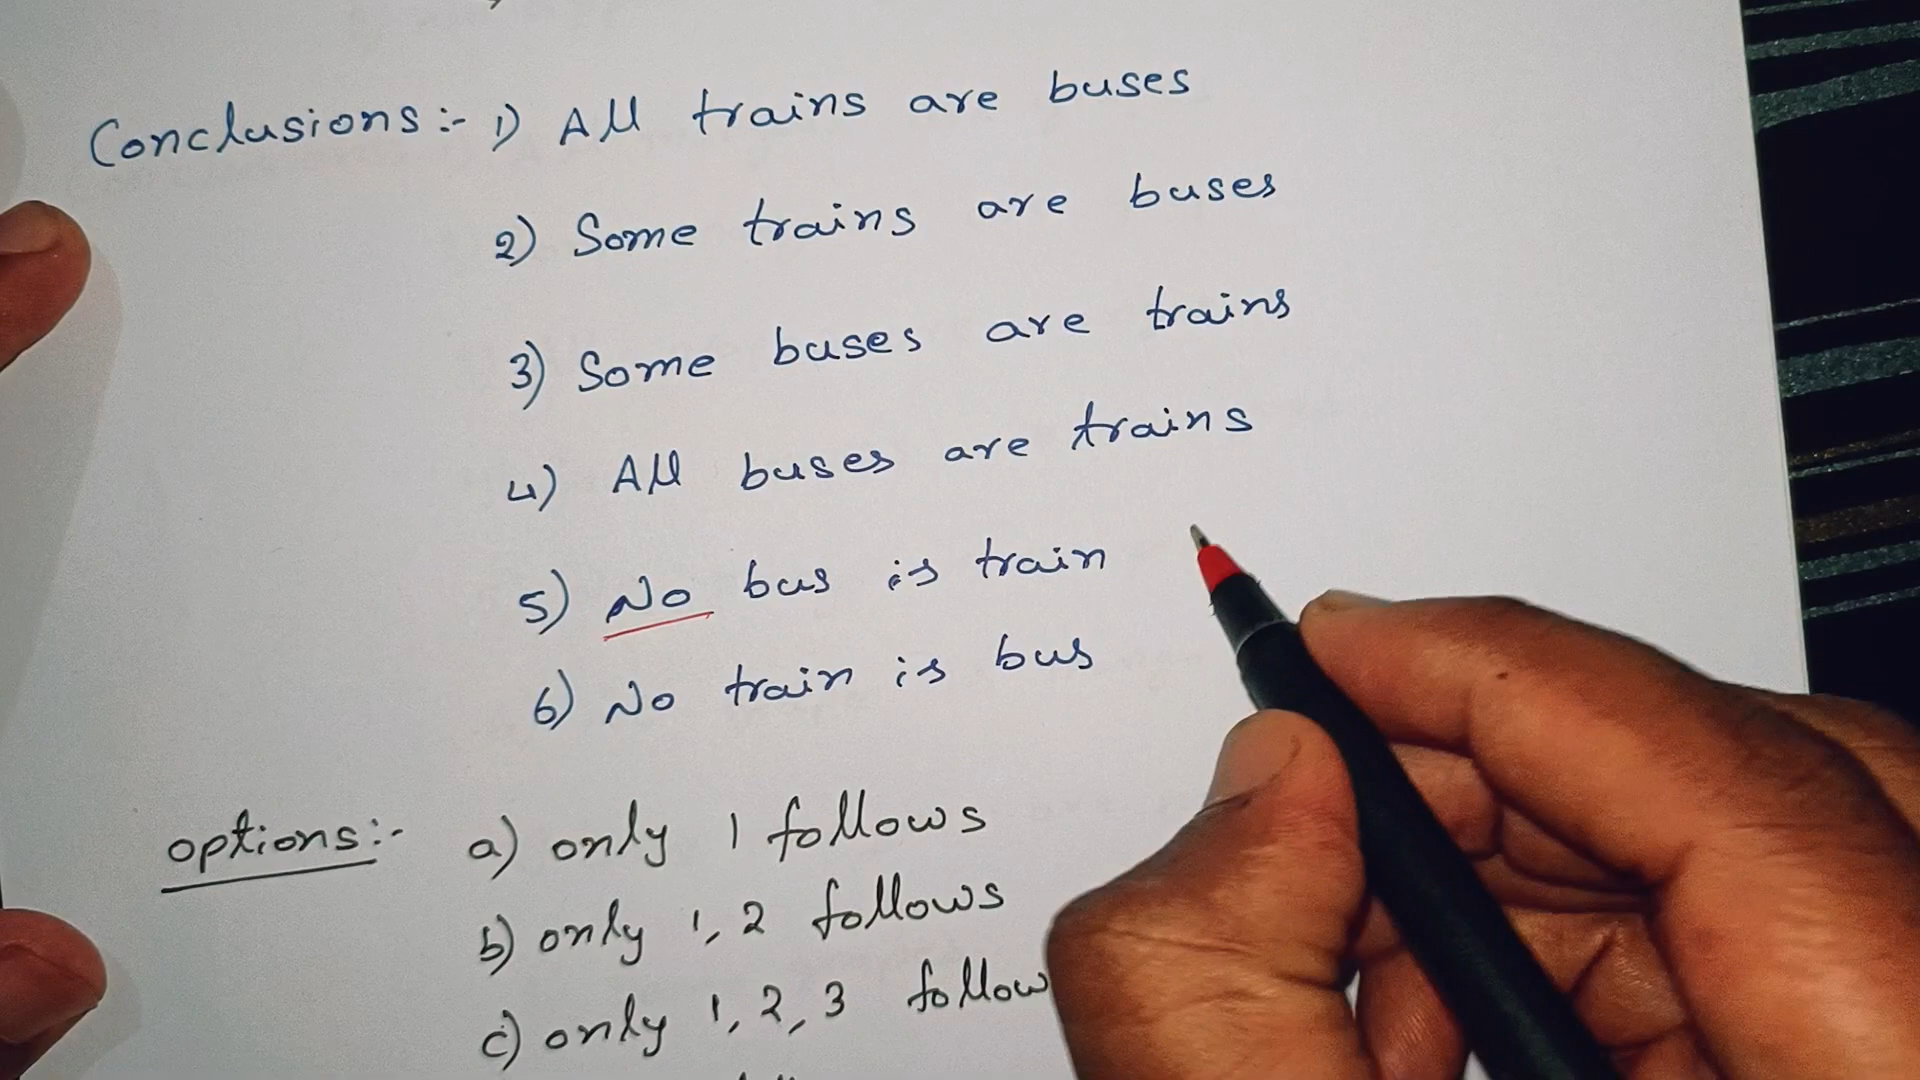 Conclusions:- 1) All trains are buses
2) Some trains are buses
3) Some buses are trains
4) All buses are trains
5) No bus is train
6) No train is bus
options:- a) only 1 follows
b) only 1, 2 follows
c) only 1, 2, 3 follow